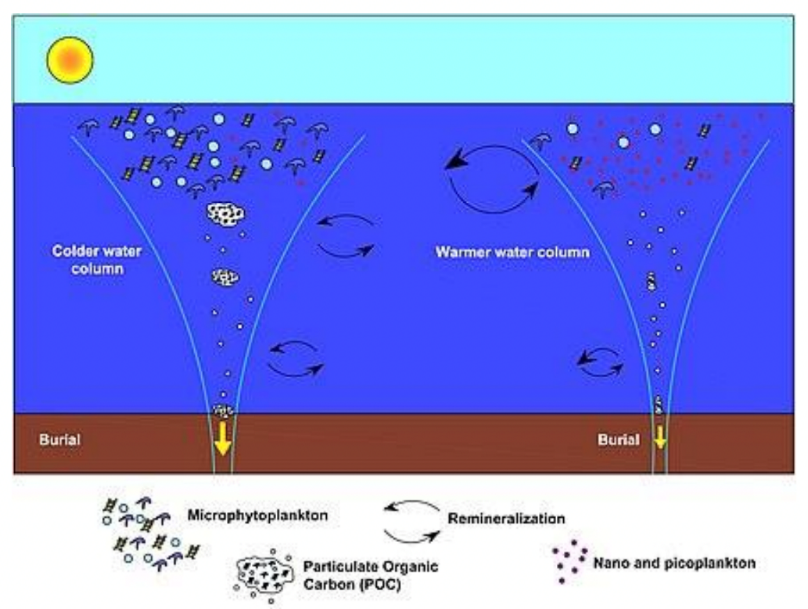 Colder water
column
Warmer water column
Burial
Burial
Microphytoplankton
Remineralization
Particulate Organic
Carbon (POC)
Nano and picoplankton